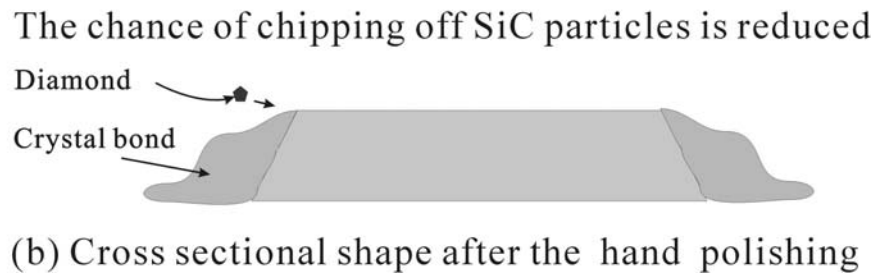 The chance of chipping off SiC particles is reduced
Diamond
Crystal bond
(b) Cross sectional shape after the hand polishing